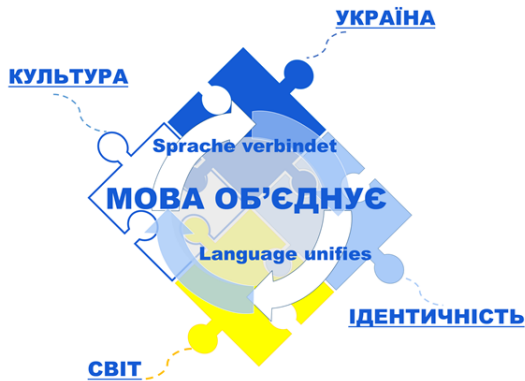 УКРАЇНА
КУЛЬТУРА
Sprache verbindet
МОВА ОБ’ЄДНУЄ
Language unifies
ІДЕНТИЧНІСТЬ
СВІТ